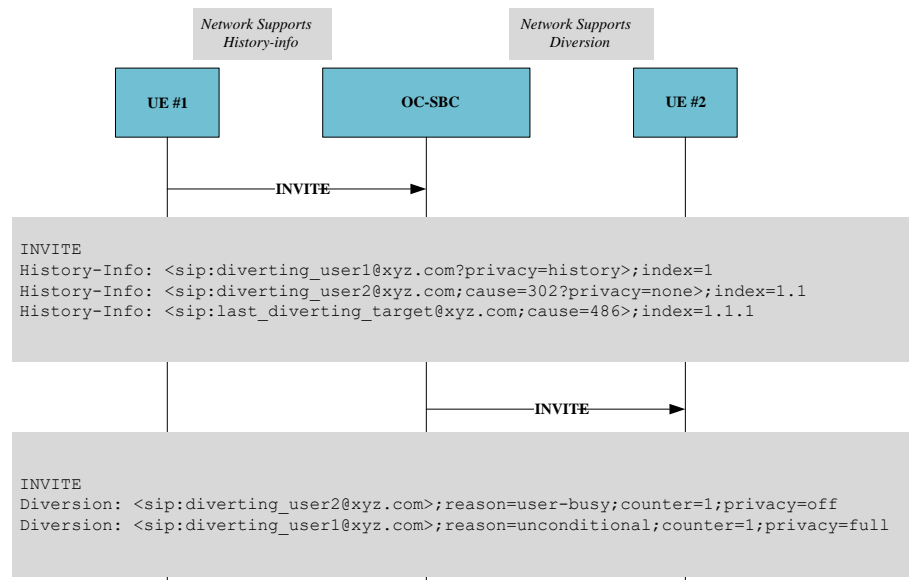 Network Supports
History-info
Network Supports
Diversion
UE #1
OC-SBC
UE #2
INVITE
INVITE
History-Info: <sip:diverting_user1@xyz.com?privacy=history>;index=1
History-Info: <sip:diverting_user2@xyz.com;cause=302?privacy=none>;index=1.1
History-Info: <sip:last_diverting_target@xyz.com;cause=486>;index=1.1.1
INVITE
INVITE
Diversion: <sip:diverting_user2@xyz.com>;reason=user-busy;counter=1;privacy=off
Diversion: <sip:diverting_user1@xyz.com>;reason=unconditional;counter=1;privacy=full